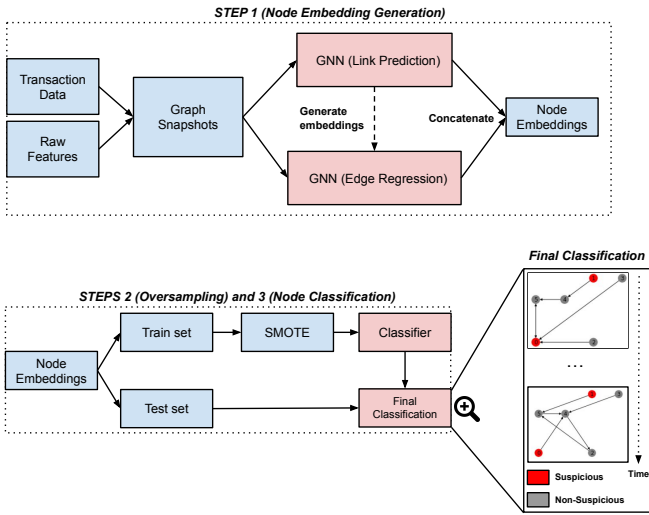 STEP 1 (Node Embedding Generation)
Transaction
Data
Raw
Features
Graph
Snapshots
GNN (Link Prediction)
Generate
embeddings
GNN (Edge Regression)
Concatenate
Node
Embeddings
STEPS 2 (Oversampling) and 3 (Node Classification)
Node
Embeddings
Train set
SMOTE
Classifier
Test set
Final
Classification
Final Classification
...
Time
Suspicious
Non-Suspicious